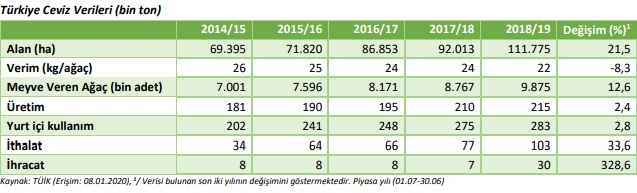 Türkiye Ceviz Verileri (bin ton)
2014/15 2015/16 2016/17 2017/18 2018/19 Değişim (%)¹
Alan (ha) 69.395 71.820 86.853 92.013 111.775 21,5
Verim (kg/ağaç) 26 25 24 24 22 -8,3
Meyve Veren Ağaç (bin adet) 7.001 7.596 8.171 8.767 9.875 12,6
Üretim 181 190 195 210 215 2,4
Yurt içi kullanım 202 241 248 275 283 2,8
İthalat 34 64 66 77 103 33,6
İhracat 8 8 8 7 30 328,6
Kaynak: TÜİK (Erişim: 08.01.2020), ¹/ Verisi bulunan son iki yılının değişimini göstermektedir. Piyasa yılı (01.07-30.06)